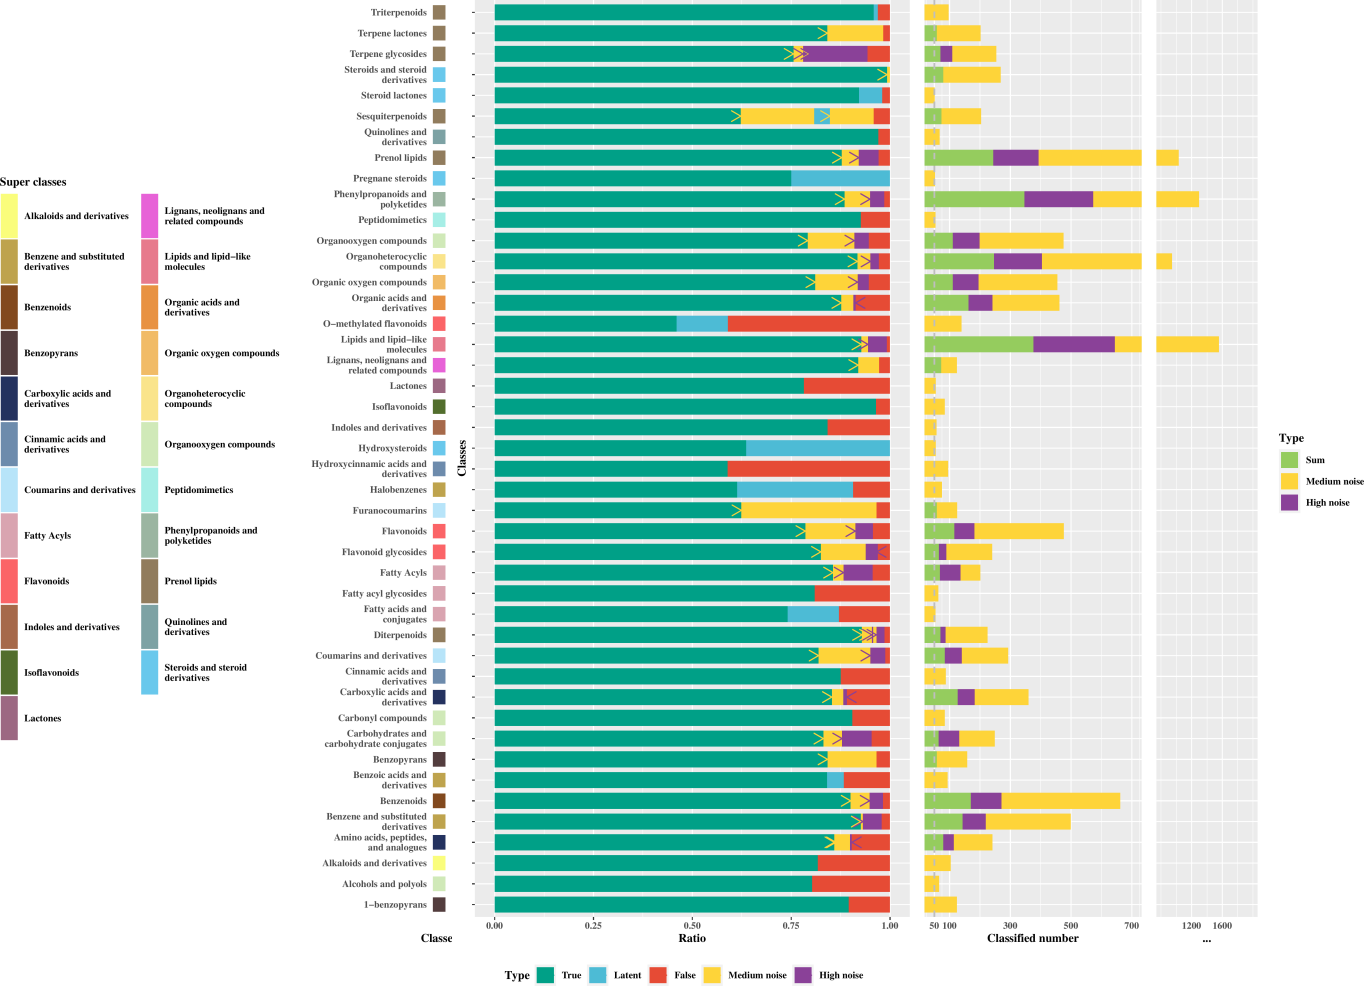 Super classes
Alkaloids and derivatives
Benzene and substituted
derivatives
Benzenoids
Benzopyrans
Carboxylic acids and
derivatives
Cinnamic acids and
derivatives
Coumarins and derivatives
Fatty Acyls
Flavonoids
Indoles and derivatives
Isoflavonoids
Lactones
Lignans, neolignans and
related compounds
Lipids and lipid−like
molecules
Organic acids and
derivatives
Organic oxygen compounds
Organoheterocyclic
compounds
Organooxygen compounds
Peptidomimetics
Phenylpropanoids and
polyketides
Prenol lipids
Quinolines and
derivatives
Steroids and steroid
derivatives
Triterpenoids
Terpene lactones
Terpene glycosides
Steroids and steroid
derivatives
Steroid lactones
Sesquiterpenoids
Quinolines and
derivatives
Prenol lipids
Pregnane steroids
Phenylpropanoids and
polyketides
Peptidomimetics
Organooxygen compounds
Organoheterocyclic
compounds
Organic oxygen compounds
Organic acids and
derivatives
O−methylated flavonoids
Lipids and lipid−like
molecules
Lignans, neolignans and
related compounds
Lactones
Isoflavonoids
Indoles and derivatives
Hydroxysteroids
Hydroxycinnamic acids and
derivatives
Halobenzenes
Furanocoumarins
Flavonoids
Flavonoid glycosides
Fatty Acyls
Fatty acyl glycosides
Fatty acids and
conjugates
Diterpenoids
Coumarins and derivatives
Cinnamic acids and
derivatives
Carboxylic acids and
derivatives
Carbonyl compounds
Carbohydrates and
carbohydrate conjugates
Benzopyrans
Benzoic acids and
derivatives
Benzenoids
Benzene and substituted
derivatives
Amino acids, peptides,
and analogues
Alkaloids and derivatives
Alcohols and polyols
1−benzopyrans
Classe
Classes
0.00 0.25 0.50 0.75 1.00
Ratio
50 100 300 500 700 1200 1600
Classified number ...
Type
Sum
Medium noise
High noise
Type True Latent False Medium noise High noise